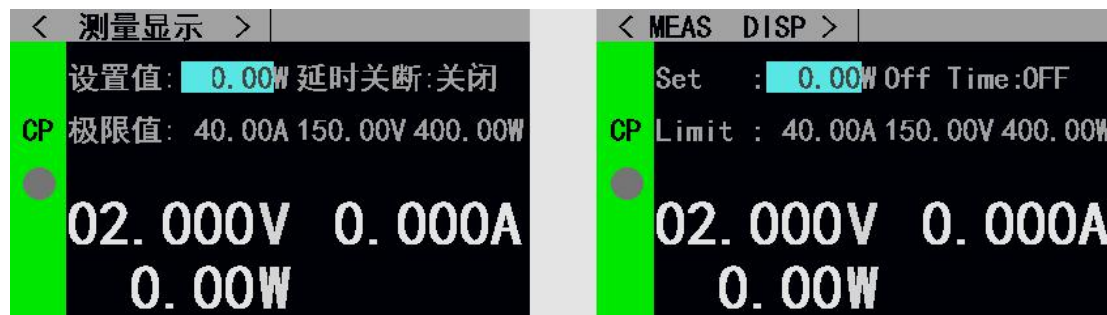 < 测量显示 >
设置值: 0.00W 延时关断:关闭
CP 极限值: 40.00A 150.00V 400.00W
02.000V 0.000A
0.00W
< MEAS DISP >
Set : 0.00W Off Time:OFF
CP Limit : 40.00A 150.00V 400.00W
02.000V 0.000A
0.00W